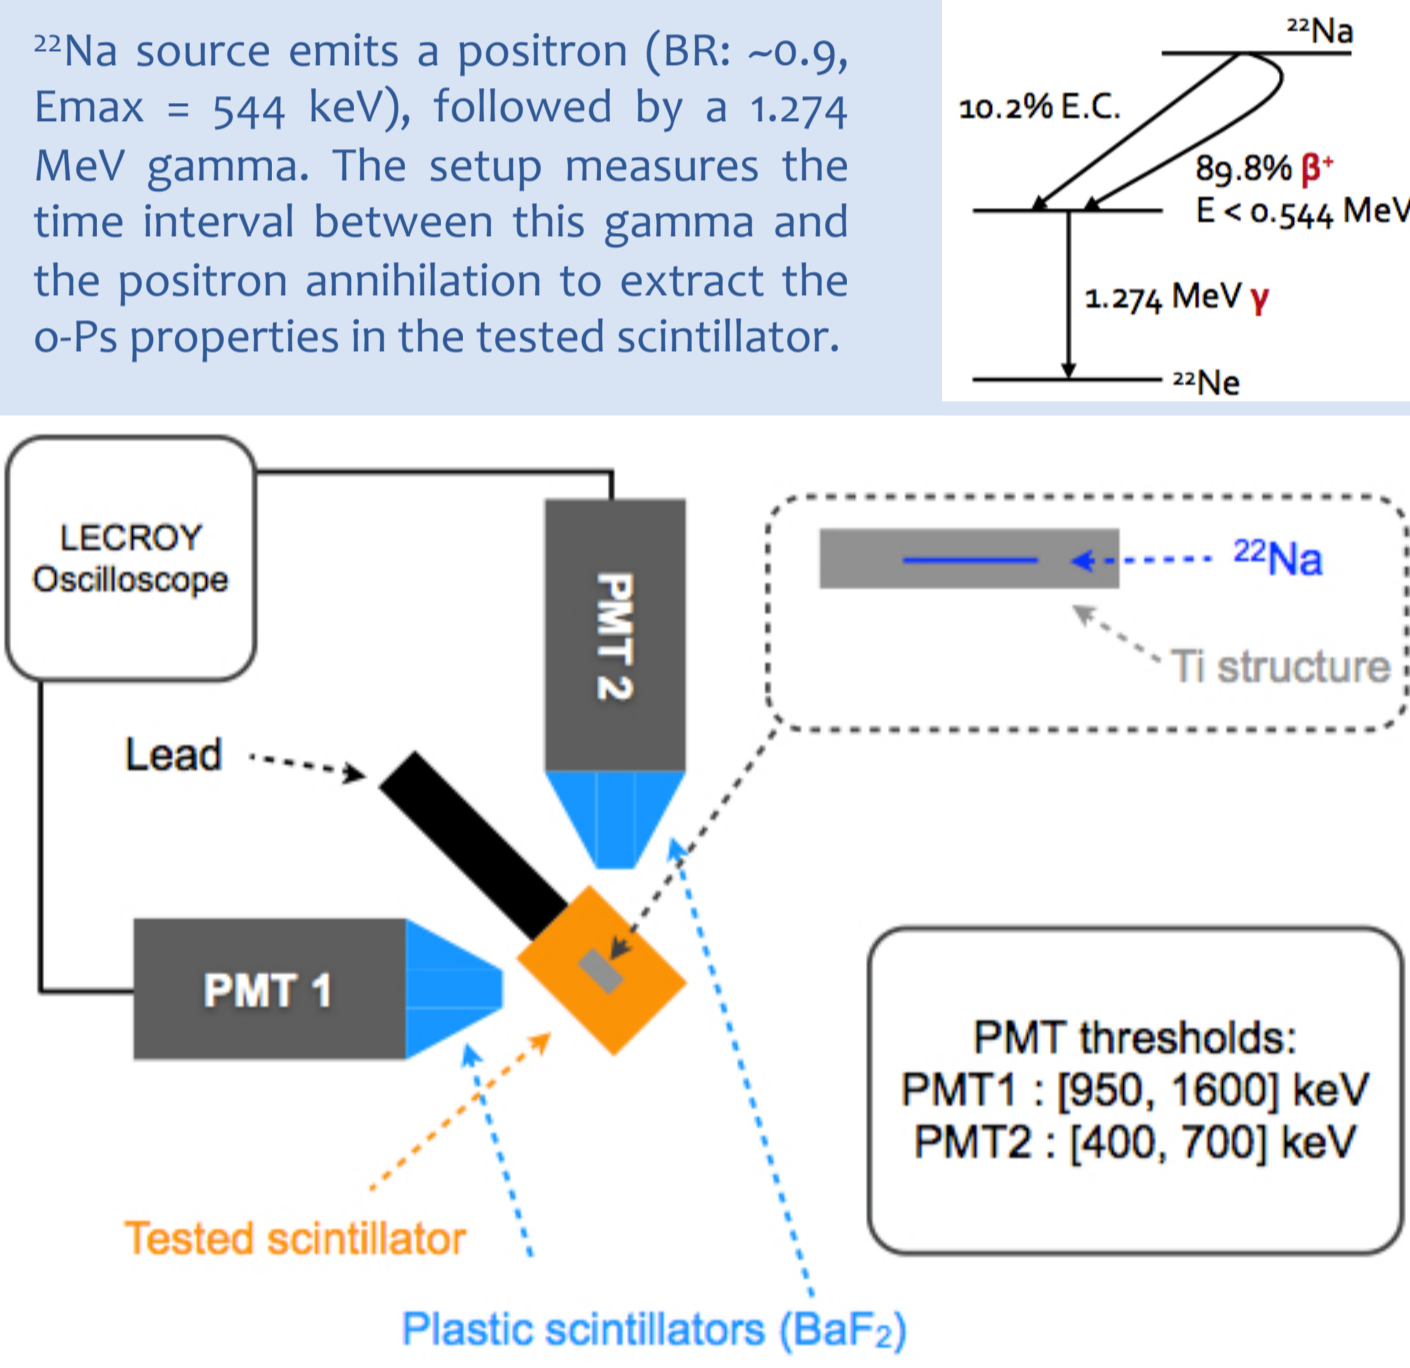 ²²Na source emits a positron (BR: ~0.9,
Emax = 544 keV), followed by a 1.274
MeV gamma. The setup measures the
time interval between this gamma and
the positron annihilation to extract the
o-Ps properties in the tested scintillator.
²²Na
10.2% E.C.
89.8% β⁺
E < 0.544 MeV
1.274 MeV γ
²²Ne
LECROY
Oscilloscope
PMT 2
²²Na
Ti structure
Lead
PMT 1
PMT thresholds:
PMT1 : [950, 1600] keV
PMT2 : [400, 700] keV
Tested scintillator
Plastic scintillators (BaF₂)